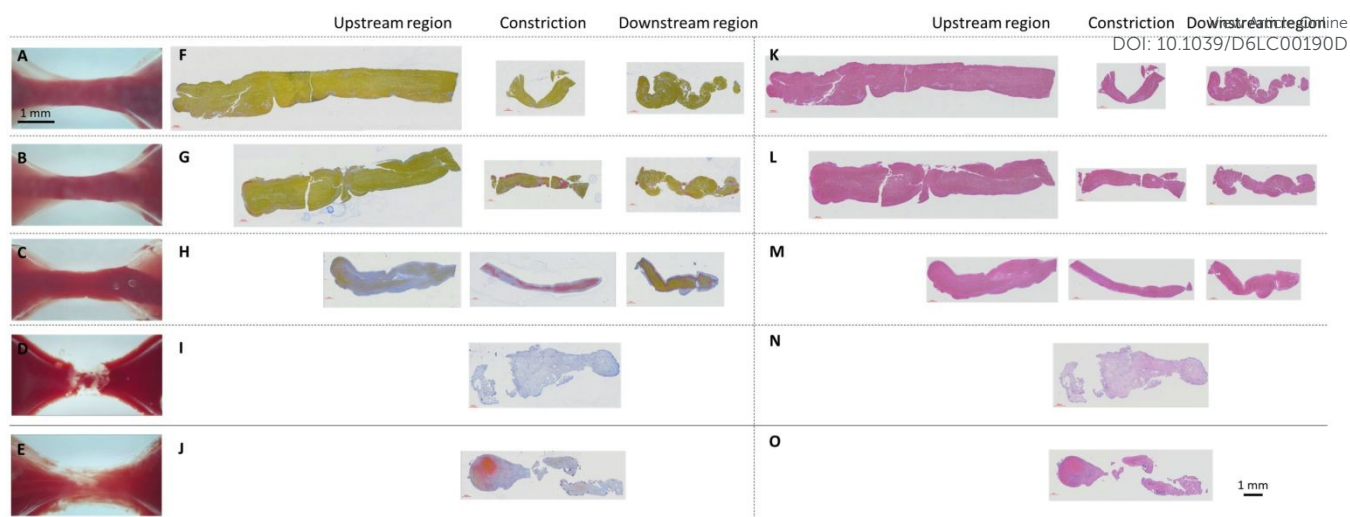 Upstream region Constriction Downstream region Upstream region Constriction Downstream region
DOI: 10.1039/D6LC00190D
A F K
1 mm
B G L
C H M
D I N
E J O
1 mm